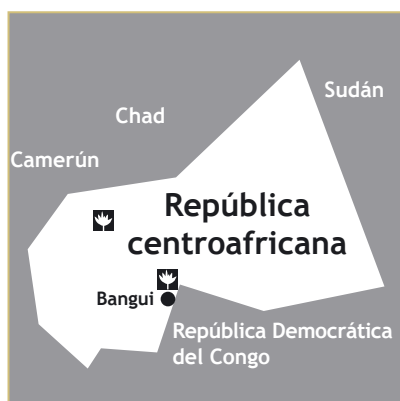 Sudán
Chad
Camerún
República
centroafricana
Bangui
República Democrática
del Congo